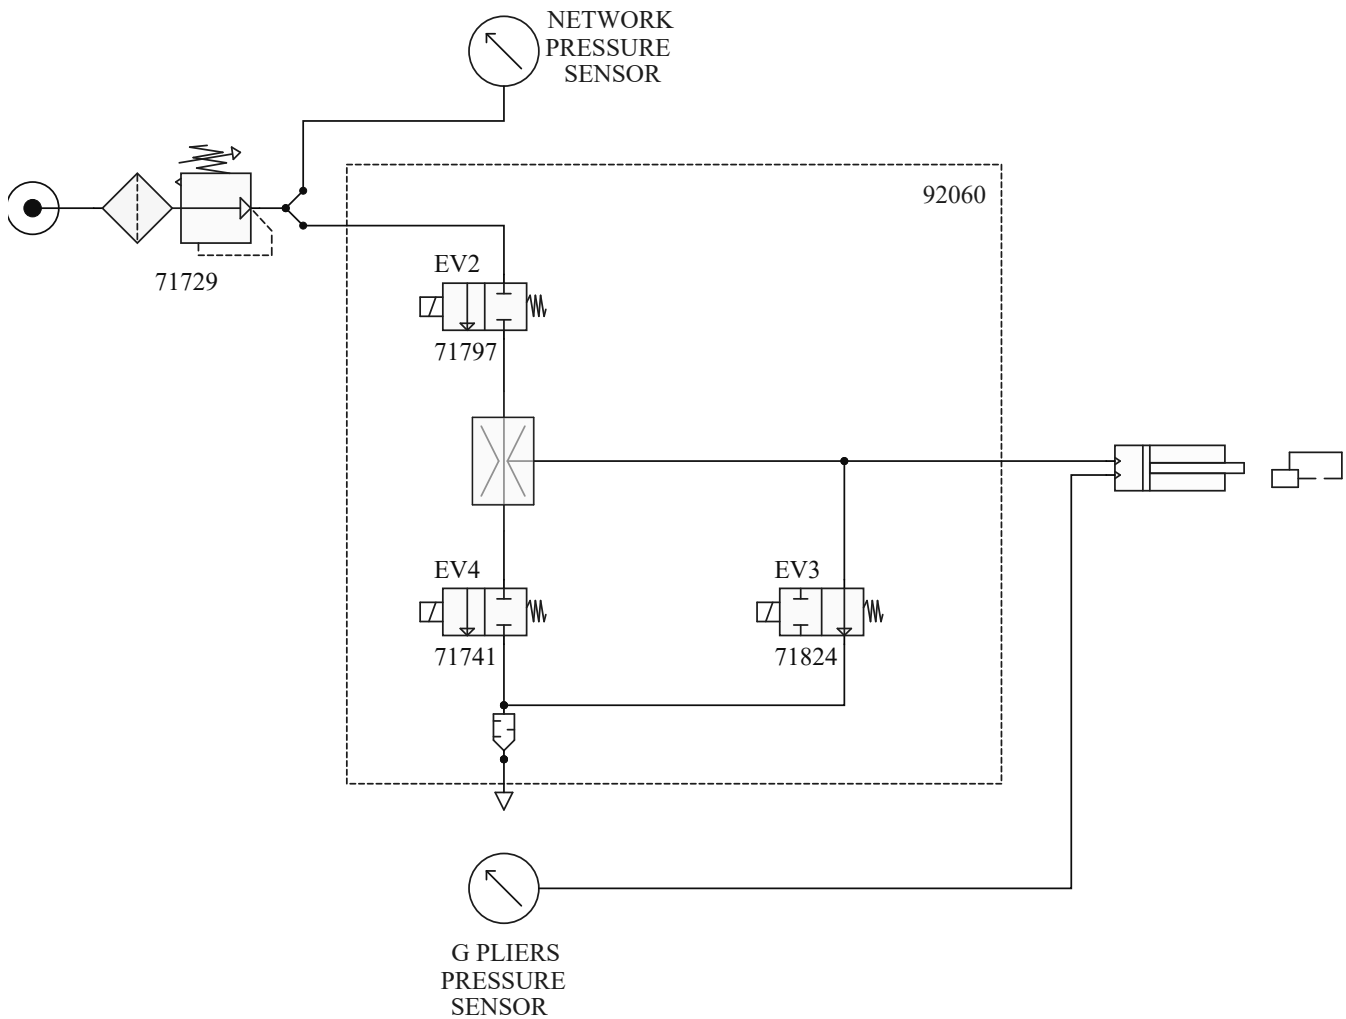 NETWORK
PRESSURE
SENSOR
92060
71729
EV2
71797
EV4
71741
EV3
71824
G PLIERS
PRESSURE
SENSOR